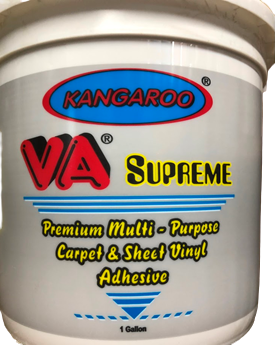 KANGAROO ®
VA® SUPREME
Premium Multi - Purpose
Carpet & Sheet Vinyl
Adhesive
1 Gallon